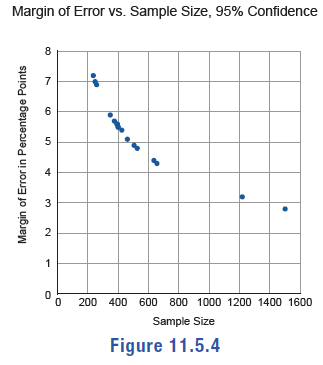 Margin of Error vs. Sample Size, 95% Confidence
Margin of Error in Percentage Points
8
7
6
5
4
3
2
1
0
0 200 400 600 800 1000 1200 1400 1600
Sample Size
Figure 11.5.4